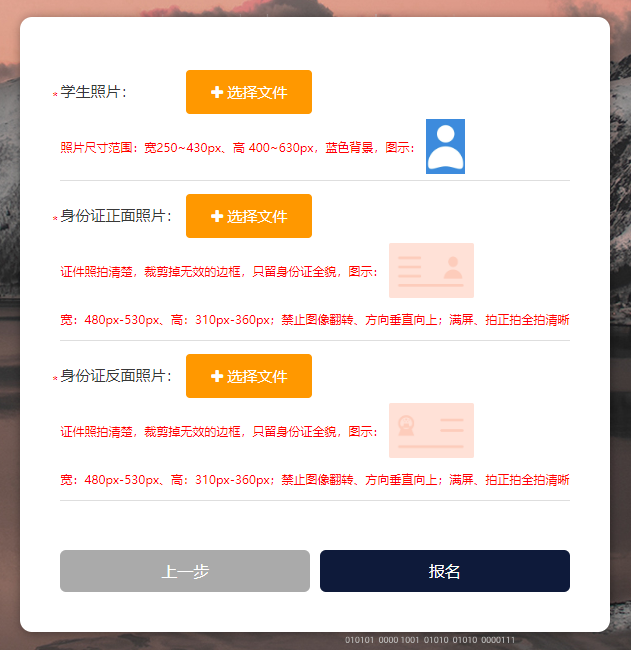 * 学生照片：
+ 选择文件
照片尺寸范围：宽250~430px、高 400~630px，蓝色背景，图示：
* 身份证正面照片：
+ 选择文件
证件照拍清楚，裁剪掉无效的边框，只留身份证全貌，图示：
宽：480px-530px、高：310px-360px；禁止图像翻转、方向垂直向上；满屏、拍正拍全拍清晰
* 身份证反面照片：
+ 选择文件
证件照拍清楚，裁剪掉无效的边框，只留身份证全貌，图示：
宽：480px-530px、高：310px-360px；禁止图像翻转、方向垂直向上；满屏、拍正拍全拍清晰
上一步
报名
010101 0000 1001 01010 01010 0000111